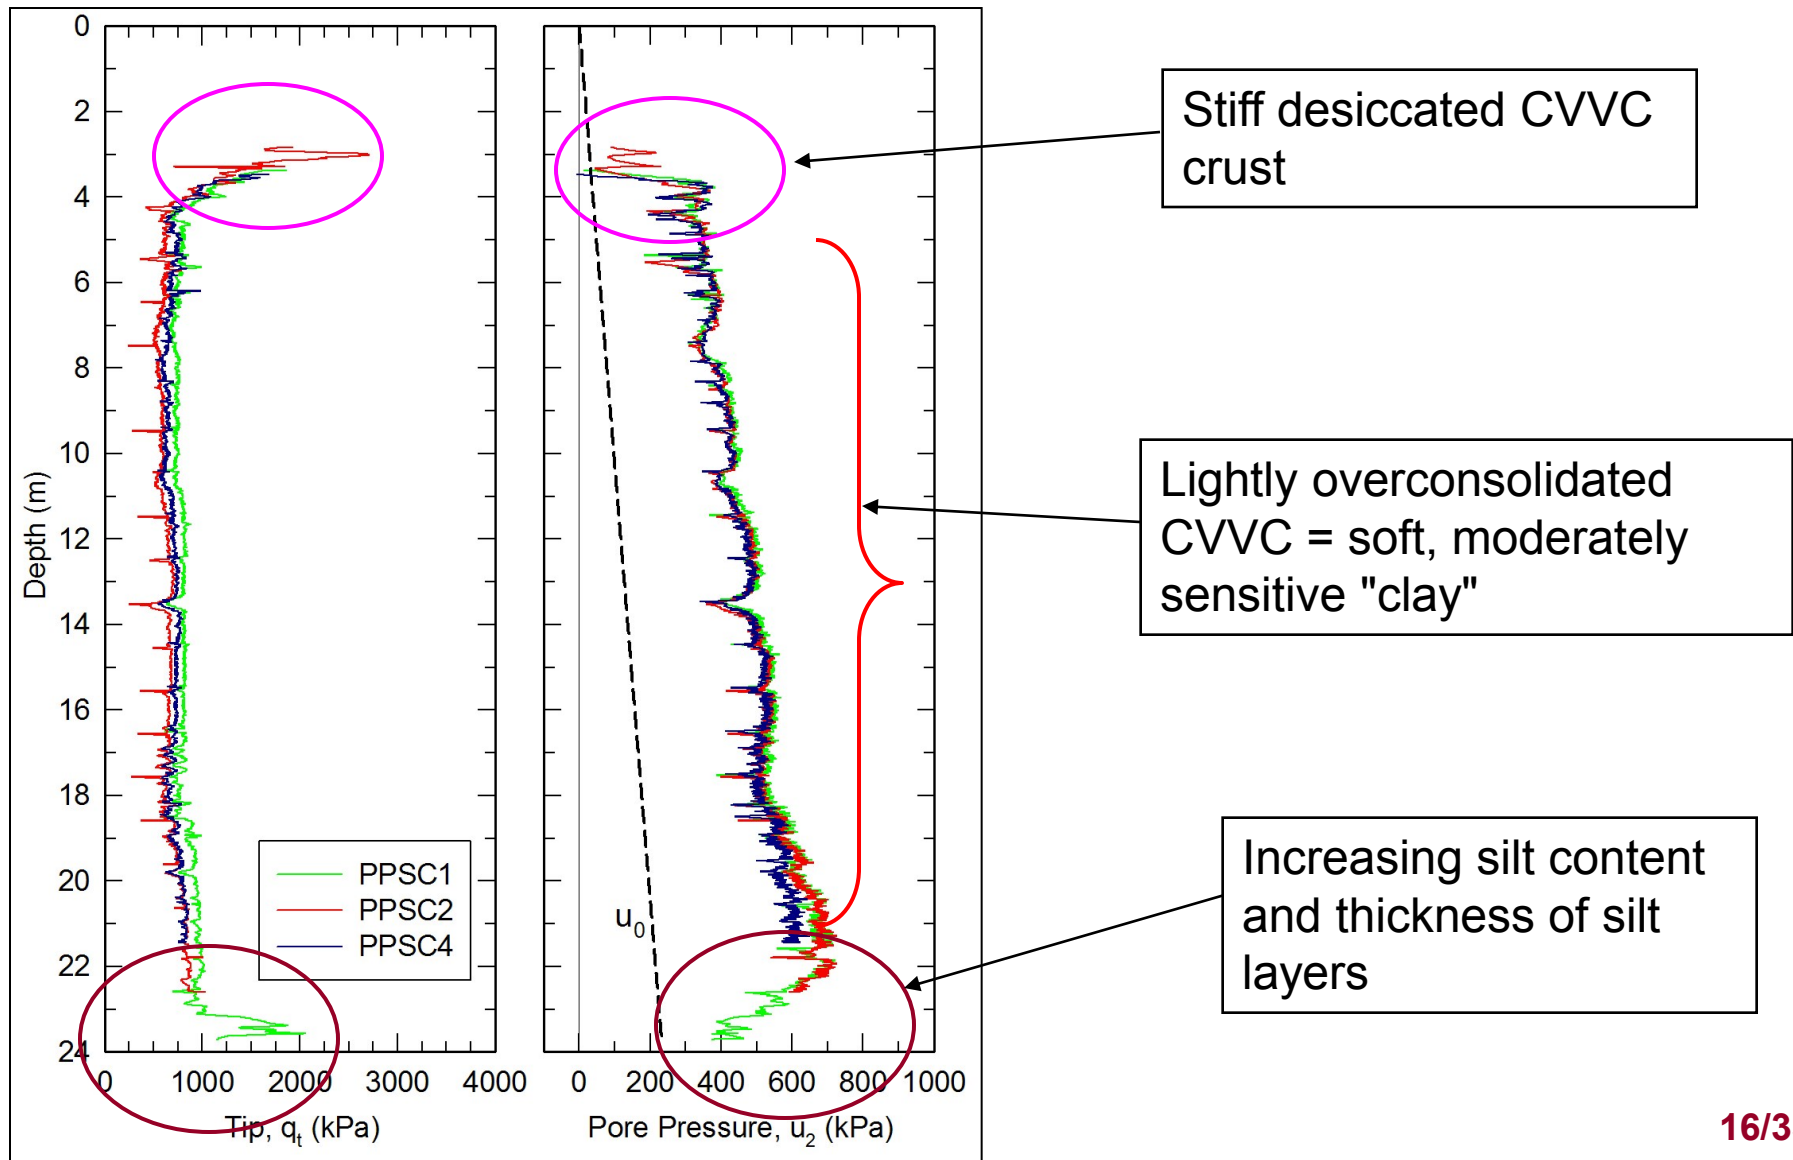 0
2
4
6
8
10
12
14
16
18
20
22
24
Depth (m)
0 1000 2000 3000 4000
Tip, qt (kPa)
PPSC1
PPSC2
PPSC4
u0
0 200 400 600 800 1000
Pore Pressure, u2 (kPa)
Stiff desiccated CVVC
crust
Lightly overconsolidated
CVVC = soft, moderately
sensitive "clay"
Increasing silt content
and thickness of silt
layers
16/3